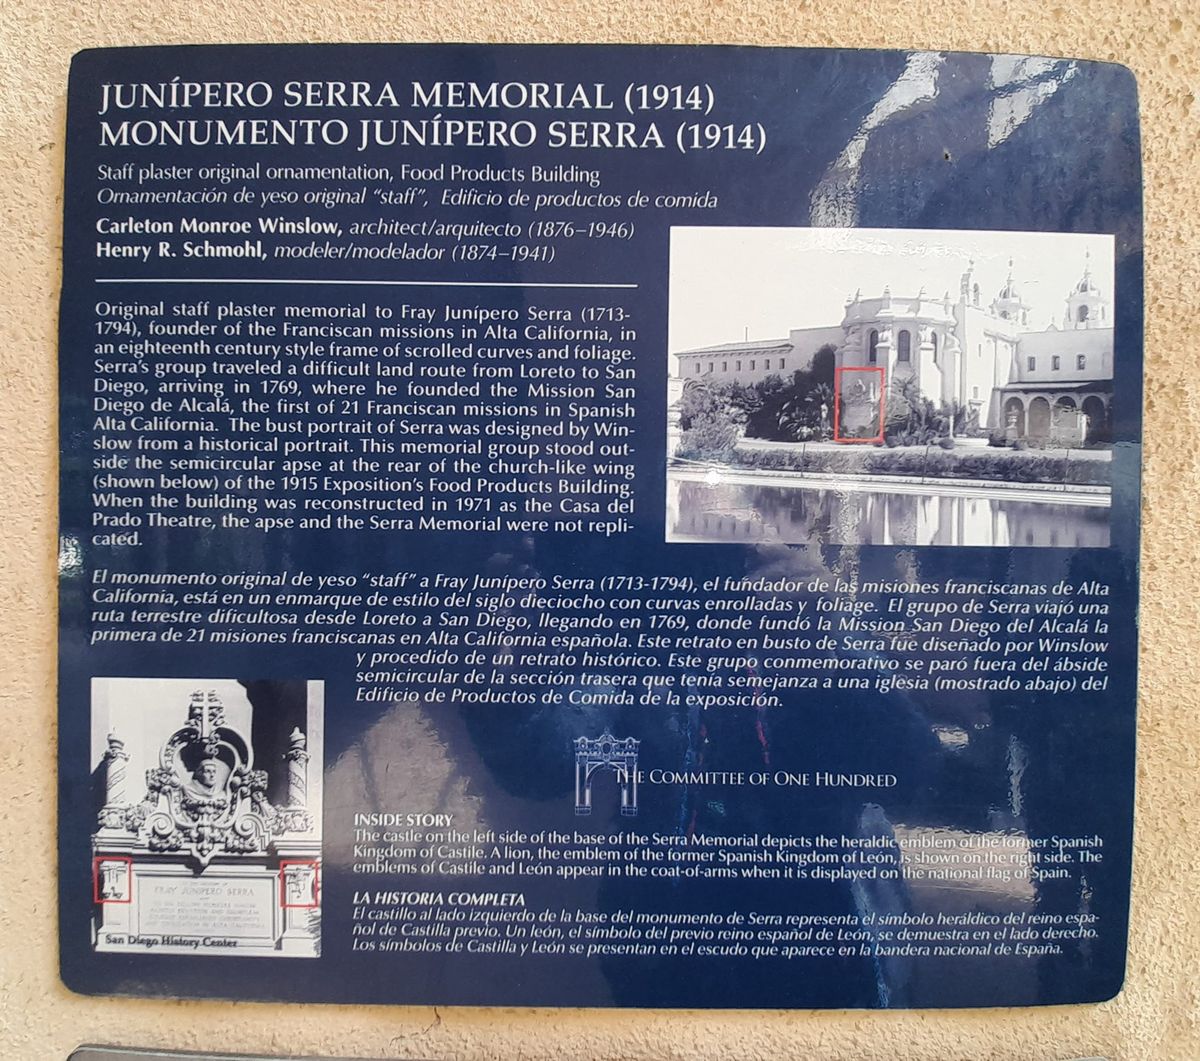 JUNÍPERO SERRA MEMORIAL (1914)
MONUMENTO JUNÍPERO SERRA (1914)
Staff plaster original ornamentation, Food Products Building
Ornamentación de yeso original “staff”, Edificio de productos de comida
Carleton Monroe Winslow, architect/arquitecto (1876–1946)
Henry R. Schmohl, modeler/modelador (1874–1941)
Original staff plaster memorial to Fray Junípero Serra (1713-
1794), founder of the Franciscan missions in Alta California, in
an eighteenth century style frame of scrolled curves and foliage.
Serra’s group traveled a difficult land route from Loreto to San
Diego, arriving in 1769, where he founded the Mission San
Diego de Alcalá, the first of 21 Franciscan missions in Spanish
Alta California. The bust portrait of Serra was designed by Win-
slow from a historical portrait. This memorial group stood out-
side the semicircular apse at the rear of the church-like wing
(shown below) of the 1915 Exposition’s Food Products Building.
When the building was reconstructed in 1971 as the Casa del
Prado Theatre, the apse and the Serra Memorial were not repli-
cated.
El monumento original de yeso “staff” a Fray Junípero Serra (1713-1794), el fundador de las misiones franciscanas de Alta
California, está en un enmarque de estilo del siglo dieciocho con curvas enrolladas y foliage. El grupo de Serra viajó una
ruta terrestre dificultosa desde Loreto a San Diego, llegando en 1769, donde fundó la Mission San Diego del Alcalá la
primera de 21 misiones franciscanas en Alta California española. Este retrato en busto de Serra fue diseñado por Winslow
y procedido de un retrato histórico. Este grupo conmemorativo se paró fuera del ábside
semicircular de la sección trasera que tenía semejanza a una iglesia (mostrado abajo) del
Edificio de Productos de Comida de la exposición.
THE COMMITTEE OF ONE HUNDRED
INSIDE STORY
The castle on the left side of the base of the Serra Memorial depicts the heraldic emblem of the former Spanish
Kingdom of Castile. A lion, the emblem of the former Spanish Kingdom of León, is shown on the right side. The
emblems of Castile and León appear in the coat-of-arms when it is displayed on the national flag of Spain.
LA HISTORIA COMPLETA
El castillo al lado izquierdo de la base del monumento de Serra representa el símbolo heráldico del reino espa-
ñol de Castilla previo. Un león, el símbolo del previo reino español de León, se demuestra en el lado derecho.
Los símbolos de Castilla y León se presentan en el escudo que aparece en la bandera nacional de España.
FRAY JUNIPERO SERRA
San Diego History Center